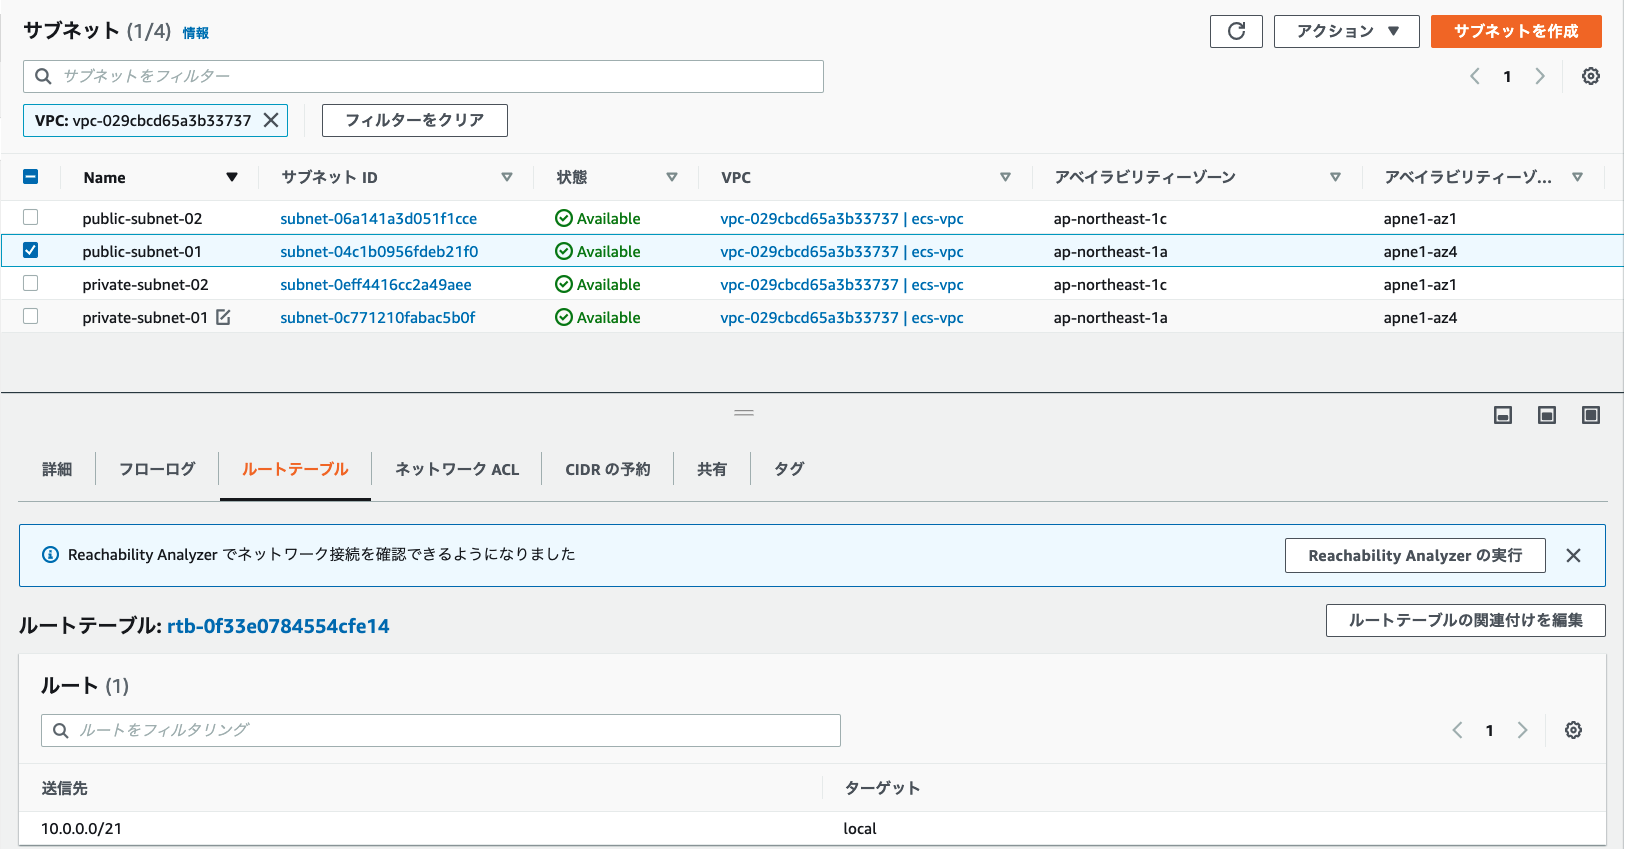 サブネット (1/4) 情報
アクション ▼
サブネットを作成
サブネットをフィルター
1
VPC: vpc-029cbcd65a3b33737
フィルターをクリア
Name サブネット ID 状態 VPC アベイラビリティーゾーン アベイラビリティーゾ...
public-subnet-02 subnet-06a141a3d051f1cce Available vpc-029cbcd65a3b33737 | ecs-vpc ap-northeast-1c apne1-az1
public-subnet-01 subnet-04c1b0956fdeb21f0 Available vpc-029cbcd65a3b33737 | ecs-vpc ap-northeast-1a apne1-az4
private-subnet-02 subnet-0eff4416cc2a49aee Available vpc-029cbcd65a3b33737 | ecs-vpc ap-northeast-1c apne1-az1
private-subnet-01 subnet-0c771210fabac5b0f Available vpc-029cbcd65a3b33737 | ecs-vpc ap-northeast-1a apne1-az4
詳細 フローログ ルートテーブル ネットワーク ACL CIDR の予約 共有 タグ
Reachability Analyzer でネットワーク接続を確認できるようになりました
Reachability Analyzer の実行
ルートテーブル: rtb-0f33e0784554cfe14
ルートテーブルの関連付けを編集
ルート (1)
ルートをフィルタリング
1
送信先 ターゲット
10.0.0.0/21 local